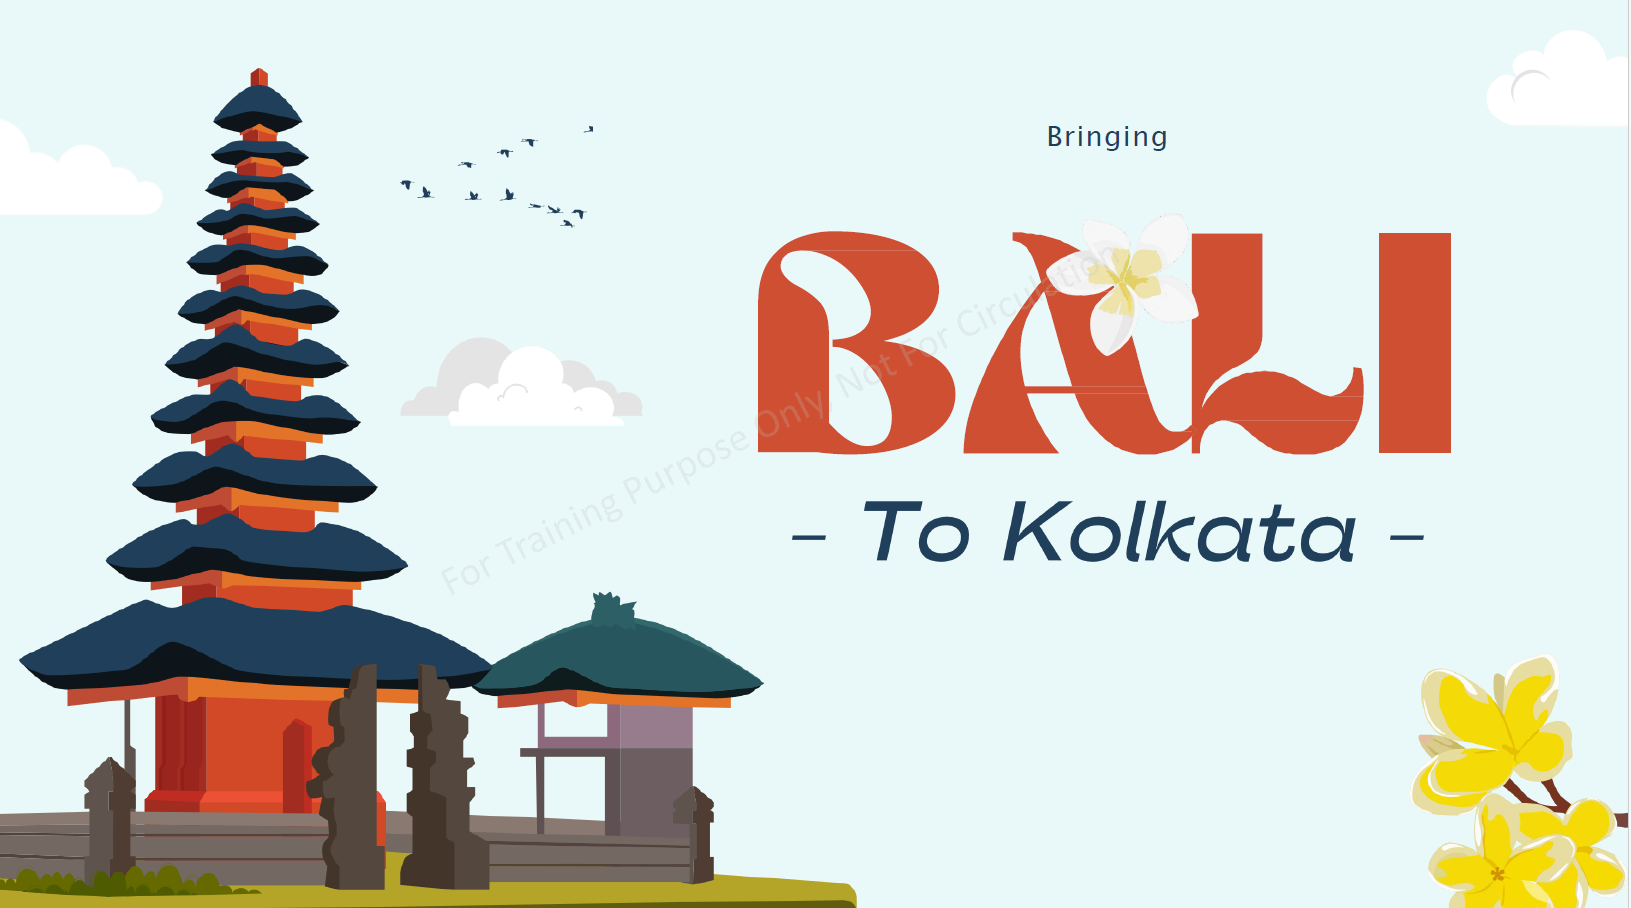 Bringing
BALI
– To Kolkata –
For Training Purpose Only, Not For Circulation